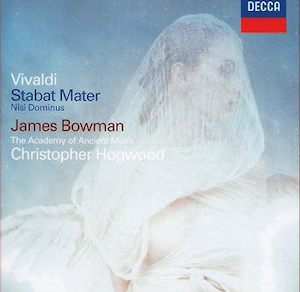 DECCA
Vivaldi
Stabat Mater
Nisi Dominus
James Bowman
The Academy of Ancient Music
Christopher Hogwood